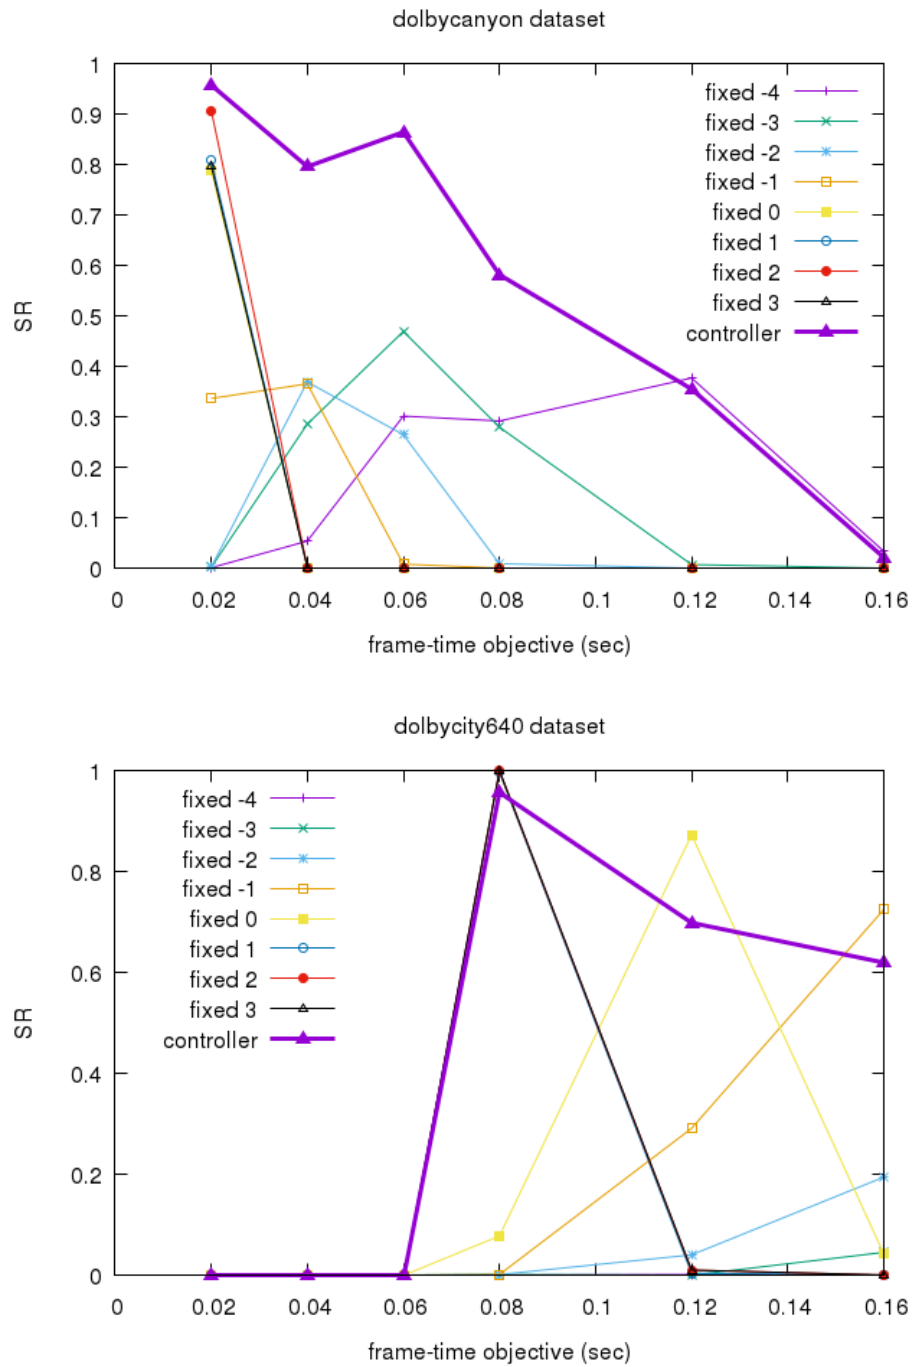 dolbycanyon dataset
1
0.9
0.8
0.7
0.6
0.5
0.4
0.3
0.2
0.1
0
SR
fixed -4
fixed -3
fixed -2
fixed -1
fixed 0
fixed 1
fixed 2
fixed 3
controller
0 0.02 0.04 0.06 0.08 0.1 0.12 0.14 0.16
frame-time objective (sec)
dolbycity640 dataset
1
0.8
0.6
0.4
0.2
0
SR
fixed -4
fixed -3
fixed -2
fixed -1
fixed 0
fixed 1
fixed 2
fixed 3
controller
0 0.02 0.04 0.06 0.08 0.1 0.12 0.14 0.16
frame-time objective (sec)